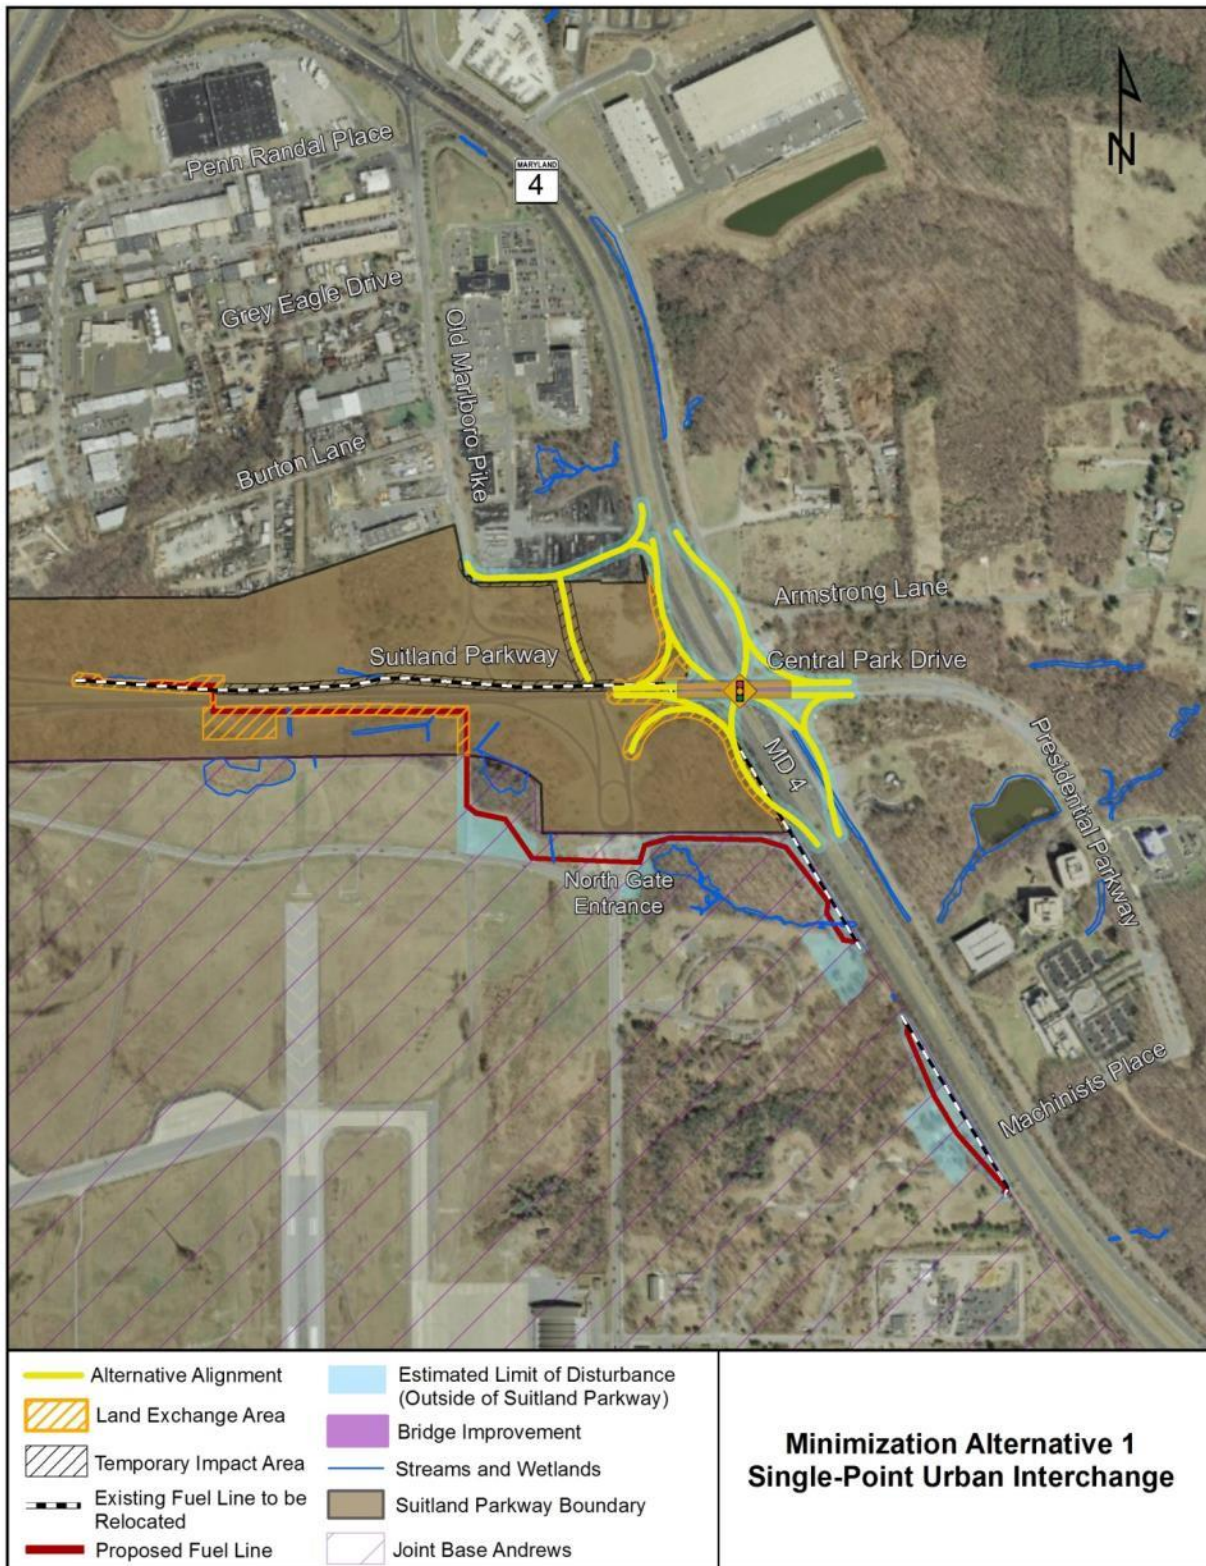 Penn Randal Place
MARYLAND
4
N
Grey Eagle Drive
Old Marlboro Pike
Burton Lane
Armstrong Lane
Suitland Parkway
Central Park Drive
MD 4
Presidential Parkway
North Gate
Entrance
Machinists Place
Alternative Alignment
Land Exchange Area
Temporary Impact Area
Existing Fuel Line to be
Relocated
Proposed Fuel Line
Estimated Limit of Disturbance
(Outside of Suitland Parkway)
Bridge Improvement
Streams and Wetlands
Suitland Parkway Boundary
Joint Base Andrews
Minimization Alternative 1
Single-Point Urban Interchange